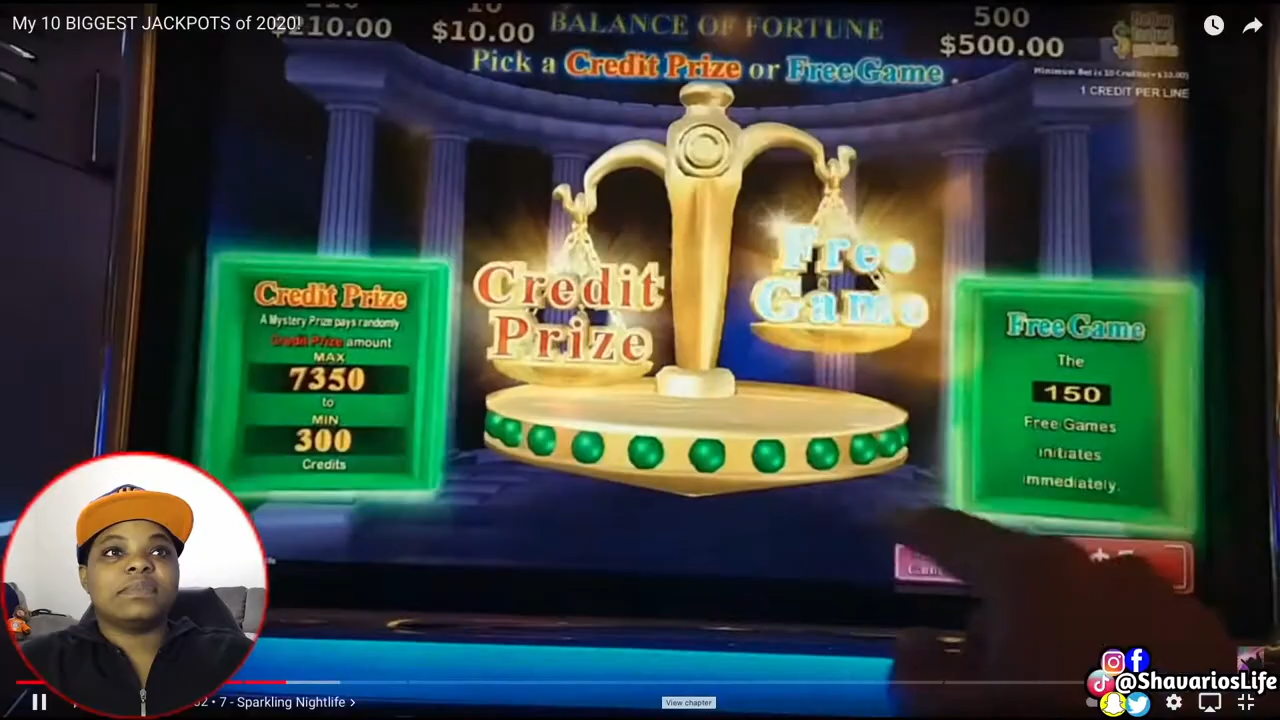 My 10 BIGGEST JACKPOTS of 2020!
$210.00
10
$10.00
BALANCE OF FORTUNE
500
$500.00
Pick a Credit Prize or Free Game .
1 CREDIT PER LINE
Credit Prize
A Mystery Prize pays randomly
Credit Prize amount
MAX
7350
to
MIN
300
Credits
Credit
Prize
Free
Game
Free Game
The
150
Free Games
initiates
immediately.
@ShavariosLife
7 - Sparkling Nightlife >
View chapter